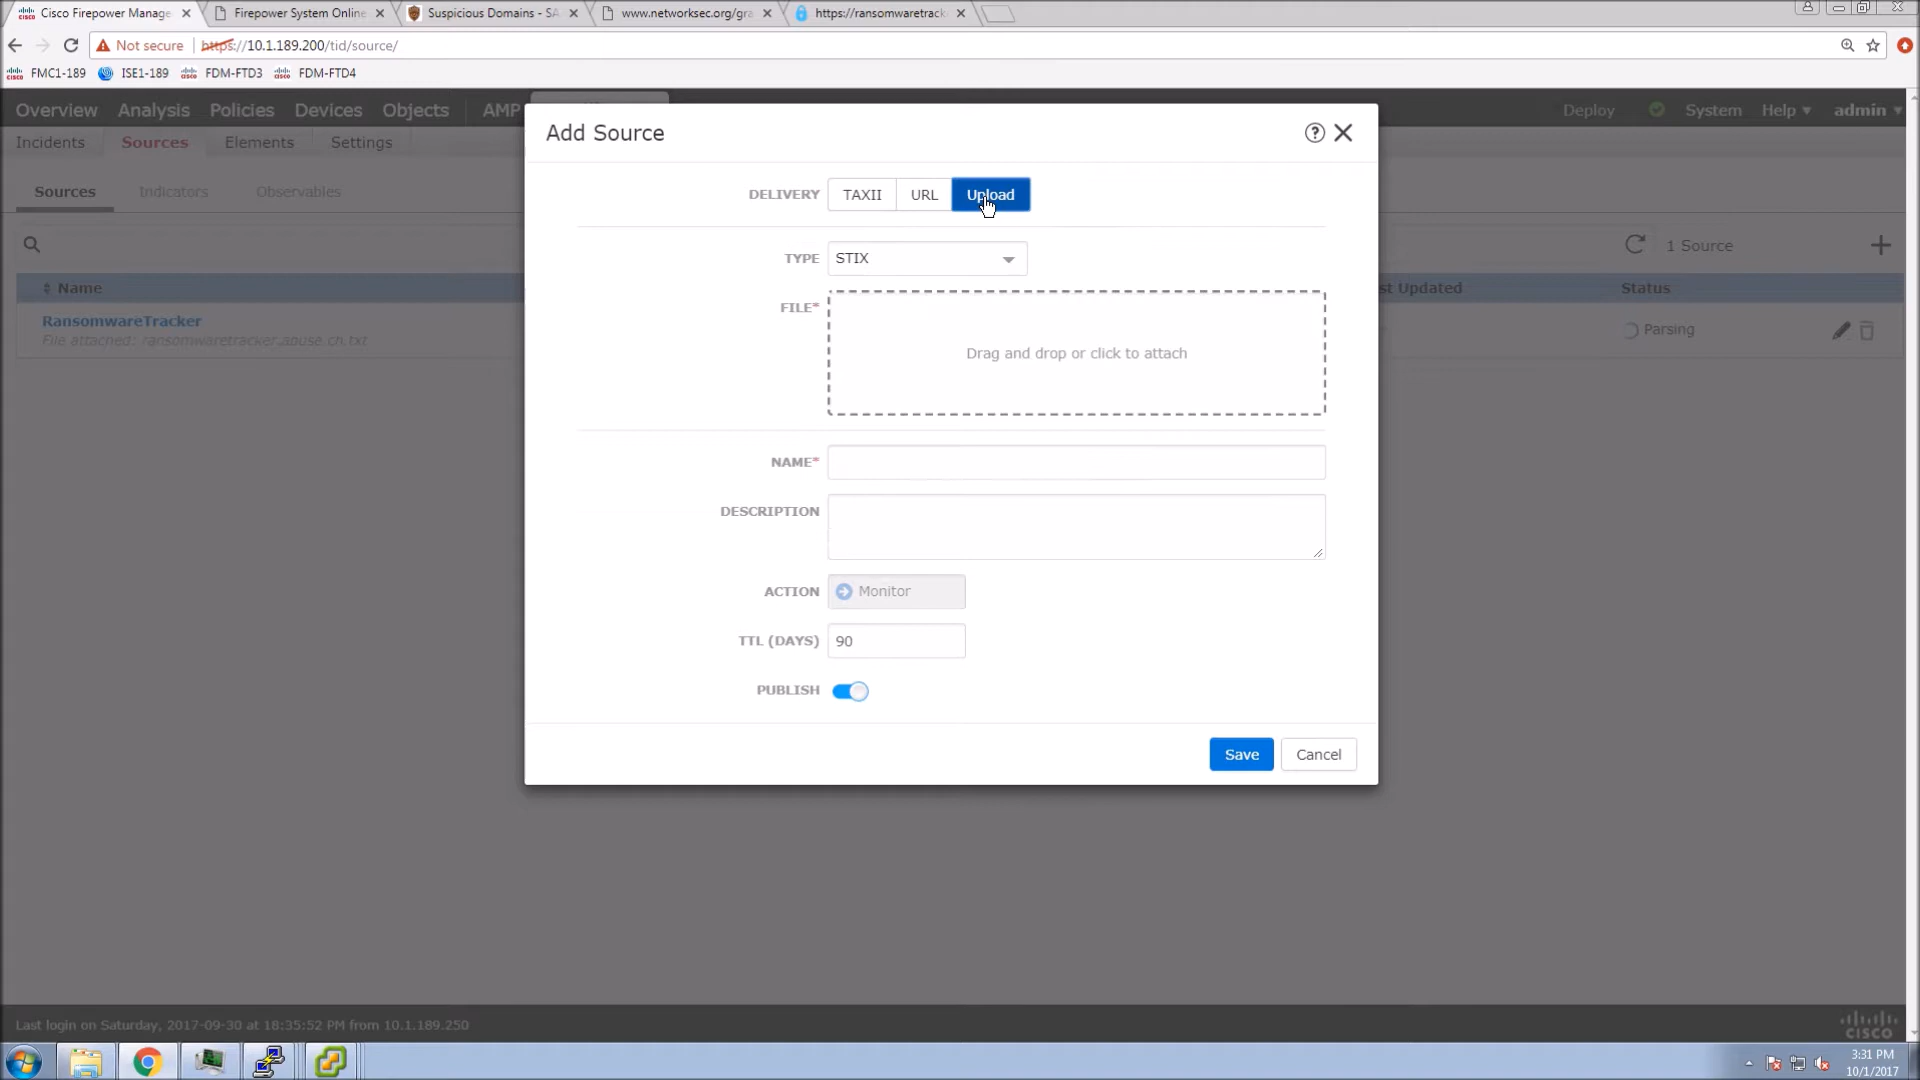 Cisco Firepower Manage
Firepower System Online
Suspicious Domains - SA
www.networksec.org/gra
https://ransomwaretrack
Not secure https://10.1.189.200/tid/source/
FMC1-189 ISE1-189 FDM-FTD3 FDM-FTD4
Overview Analysis Policies Devices Objects AMP Deploy System Help admin
Incidents Sources Elements Settings
Sources Indicators Observables
1 Source
Name st Updated Status
RansomwareTracker
File attached: ransomwaretracker.abuse.ch.txt
Parsing
Add Source
DELIVERY TAXII URL Upload
TYPE STIX
FILE*
Drag and drop or click to attach
NAME*
DESCRIPTION
ACTION Monitor
TTL (DAYS) 90
PUBLISH
Save Cancel
Last login on Saturday, 2017-09-30 at 18:35:52 PM from 10.1.189.250
CISCO
3:31 PM
10/1/2017